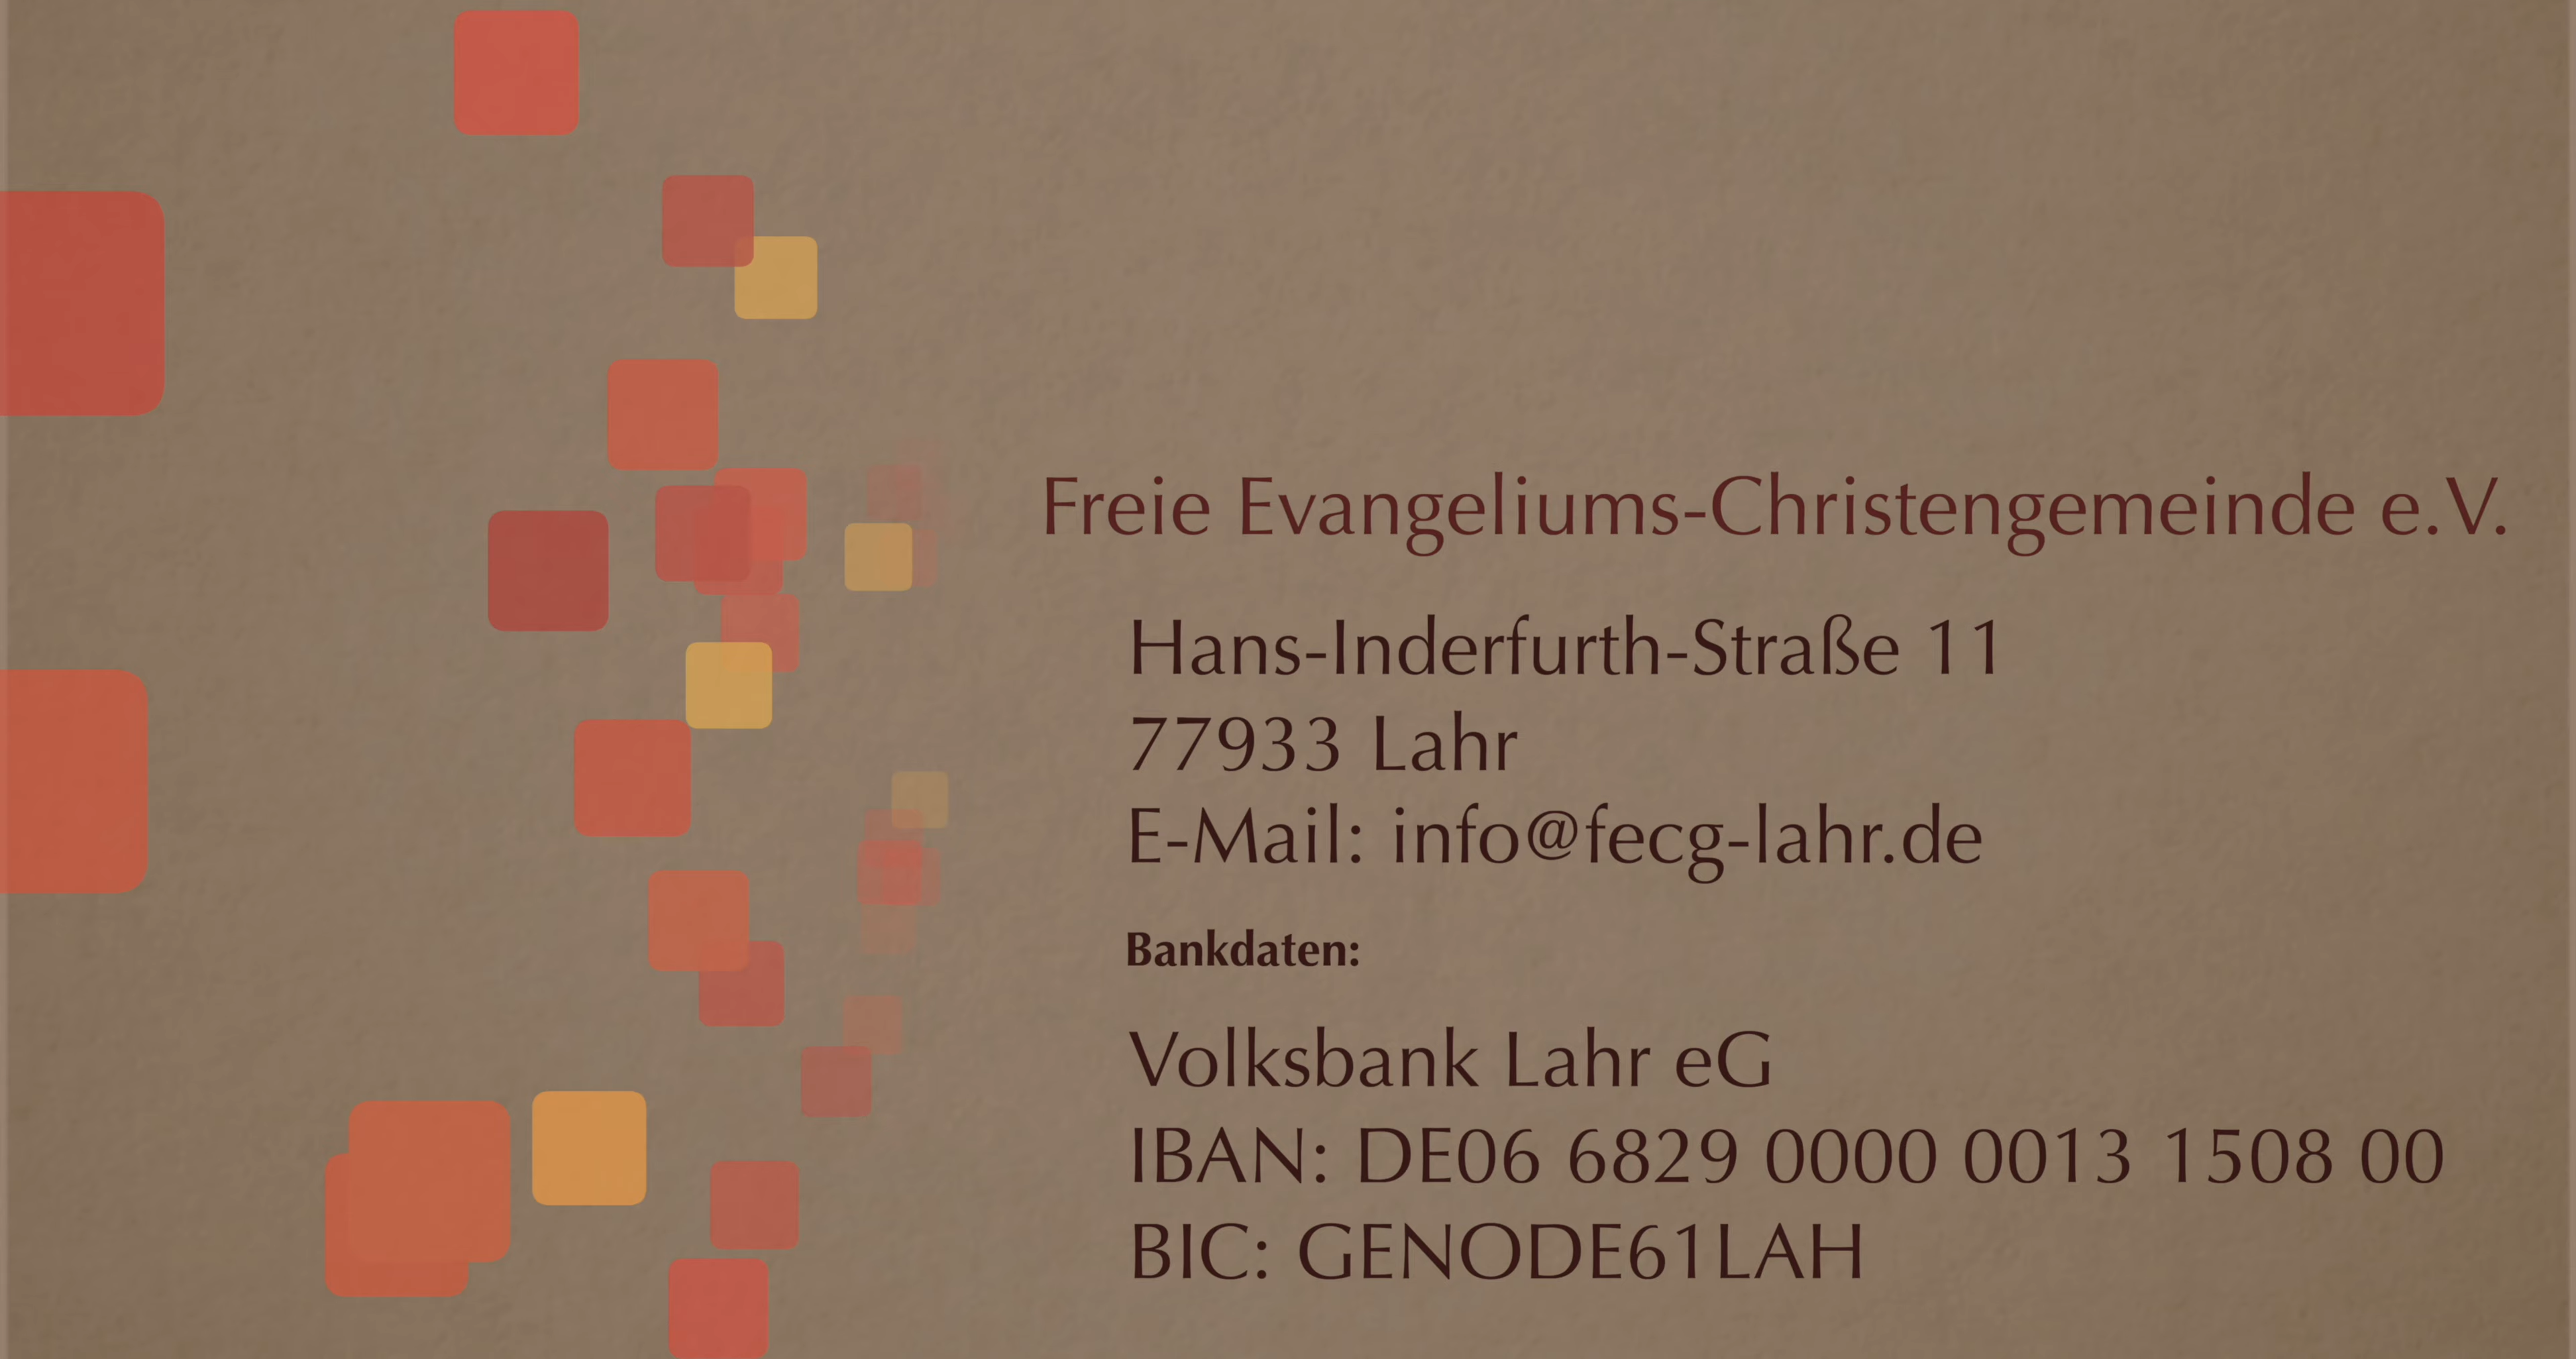 Freie Evangeliums-Christengemeinde e.V.
Hans-Inderfurth-Straße 11
77933 Lahr
E-Mail: info@fecg-lahr.de
Bankdaten:
Volksbank Lahr eG
IBAN: DE06 6829 0000 0013 1508 00
BIC: GENODE61LAH